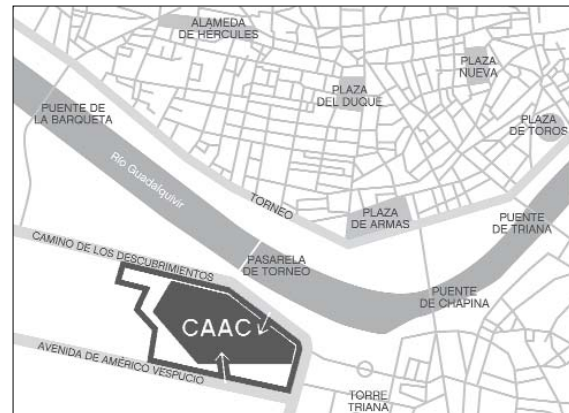 ALAMEDA
DE HÉRCULES
PLAZA
NUEVA
PLAZA
DEL DUQUE
PUENTE DE
LA BARQUETA
PLAZA
DE TOROS
Río Guadalquivir
TORNEO
PLAZA
DE ARMAS
PUENTE
DE TRIANA
CAMINO DE LOS DESCUBRIMIENTOS
PASARELA
DE TORNEO
PUENTE
DE CHAPINA
CAAC
AVENIDA DE AMÉRICO VESPUCIO
TORRE
TRIANA